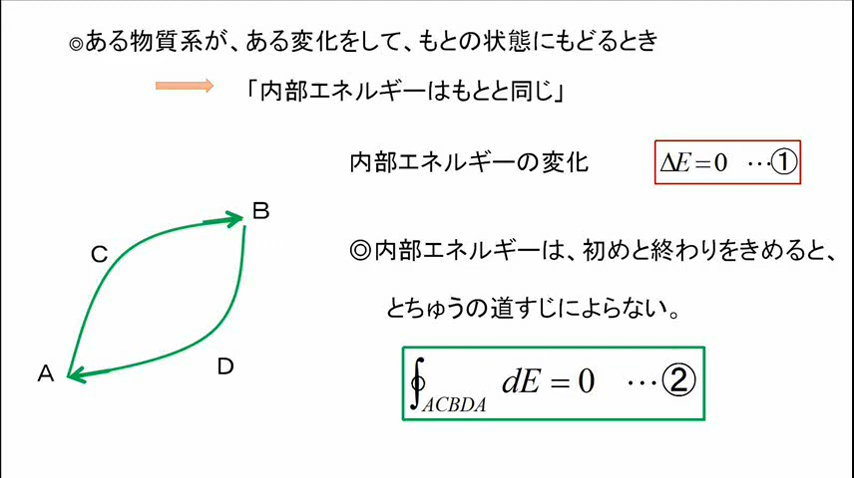 ◎ある物質系が、ある変化をして、もとの状態にもどるとき
「内部エネルギーはもとと同じ」
内部エネルギーの変化 ΔE=0 …①
B
C
◎内部エネルギーは、初めと終わりをきめると、
とちゅうの道すじによらない。
A
D
∮ACBDA dE = 0 …②